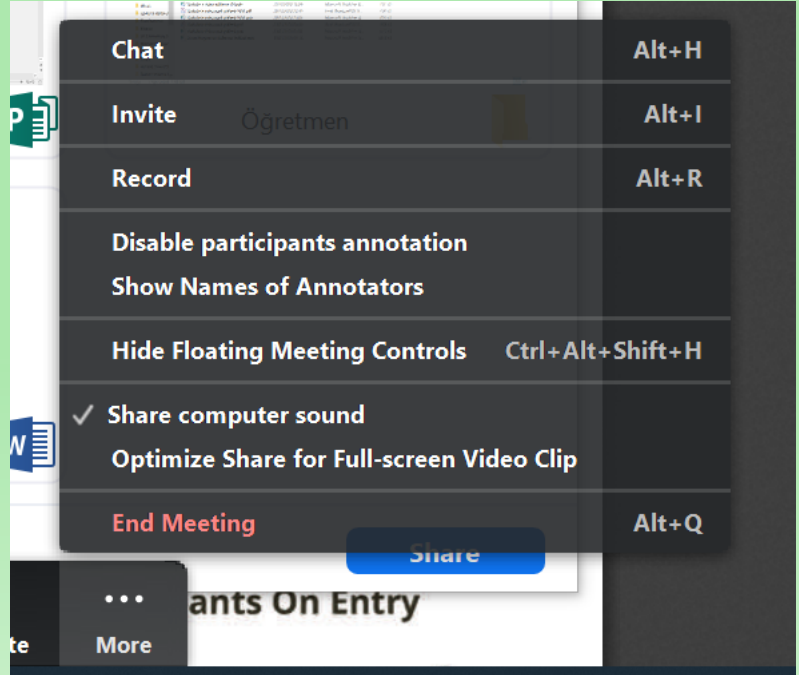 Chat Alt+H
Invite Alt+I
Öğretmen
Record Alt+R
Disable participants annotation
Show Names of Annotators
Hide Floating Meeting Controls Ctrl+Alt+Shift+H
Share computer sound
Optimize Share for Full-screen Video Clip
End Meeting Alt+Q
Share
ants On Entry
te More
P
W